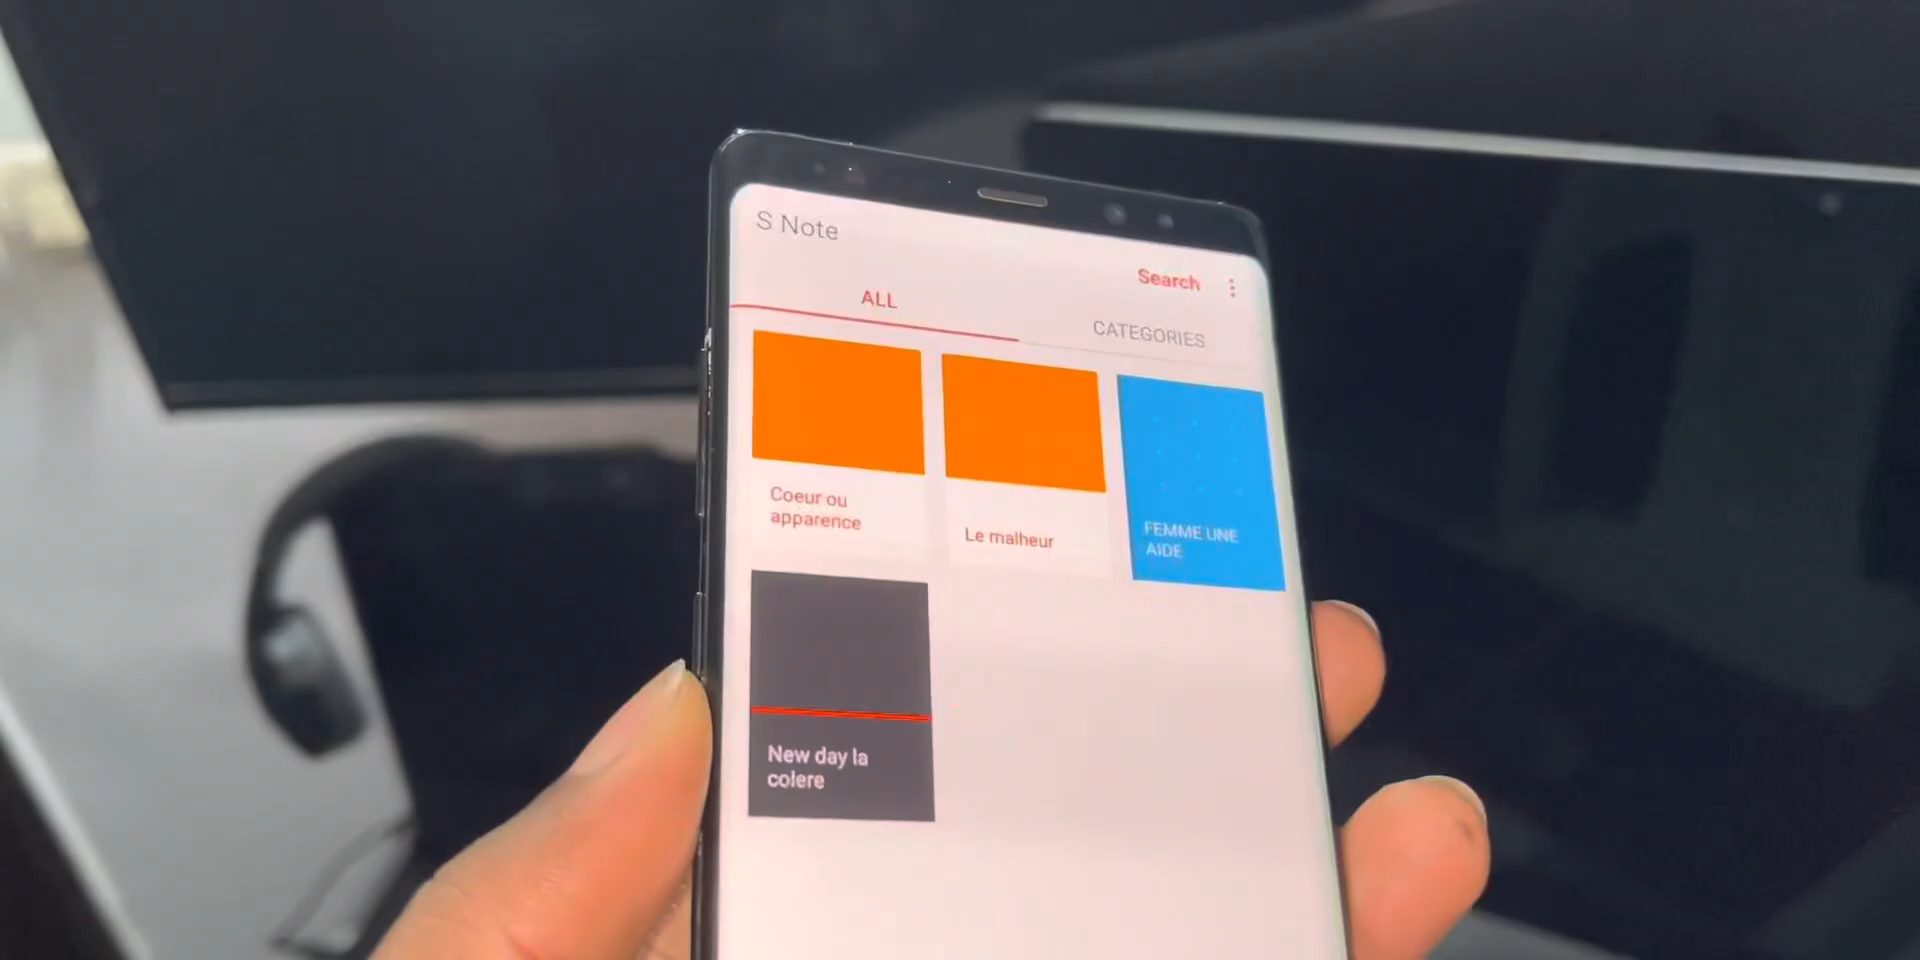 S Note
Search
ALL
CATEGORIES
Coeur ou
apparence
Le malheur
FEMME UNE
AIDE
New day la
colere